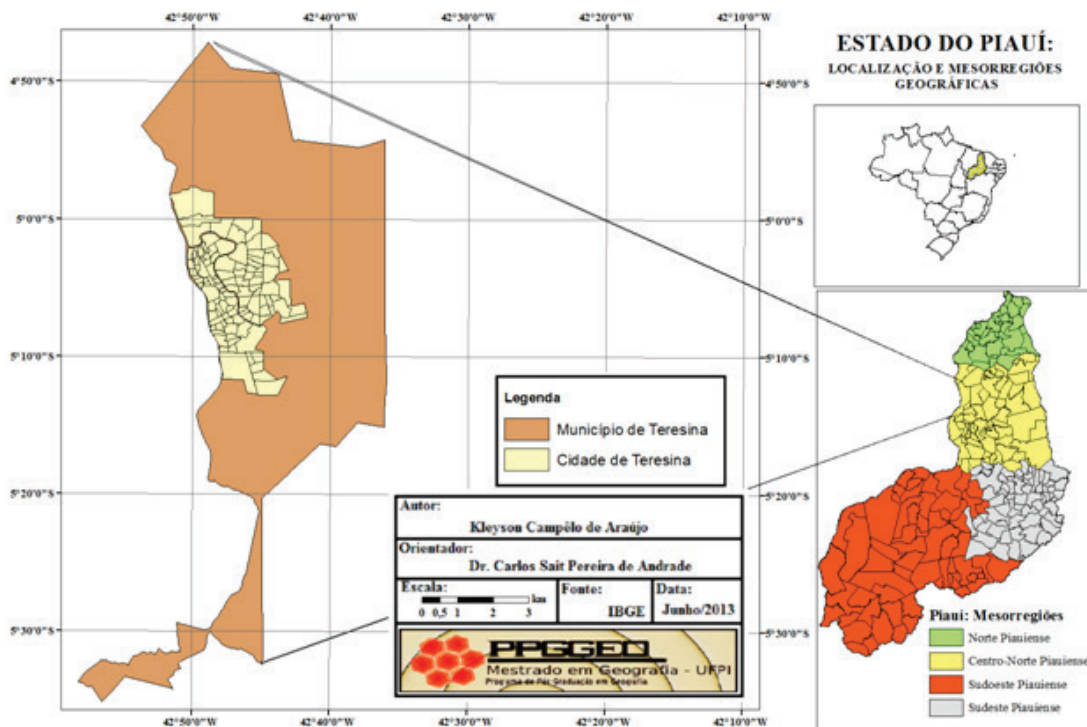 42°50'0"S 42°40'0"W 42°30'0"W 42°20'0"W 42°10'0"W
4°50'0"S
5°0'0"S
5°10'0"S
5°20'0"S
5°30'0"S
4°50'0"S
5°0'0"S
5°10'0"S
5°20'0"S
5°30'0"S
Legenda
Município de Teresina
Cidade de Teresina
Autor:
Kleyson Campêlo de Araújo
Orientador:
Dr. Carlos Sait Pereira de Andrade
Escala:
km
0 0,5 1 2 3
Fonte:
IBGE
Data:
Junho/2013
PPGGEO
Mestrado em Geografia - UFPI
Programa de Pós-Graduação em Geografia
42°50'0"W 42°40'0"W 42°30'0"W 42°20'0"W 42°10'0"W
ESTADO DO PIAUÍ:
LOCALIZAÇÃO E MESORREGIÕES
GEOGRÁFICAS
Piauí: Mesorregiões
Norte Piauiense
Centro-Norte Piauiense
Sudoeste Piauiense
Sudeste Piauiense